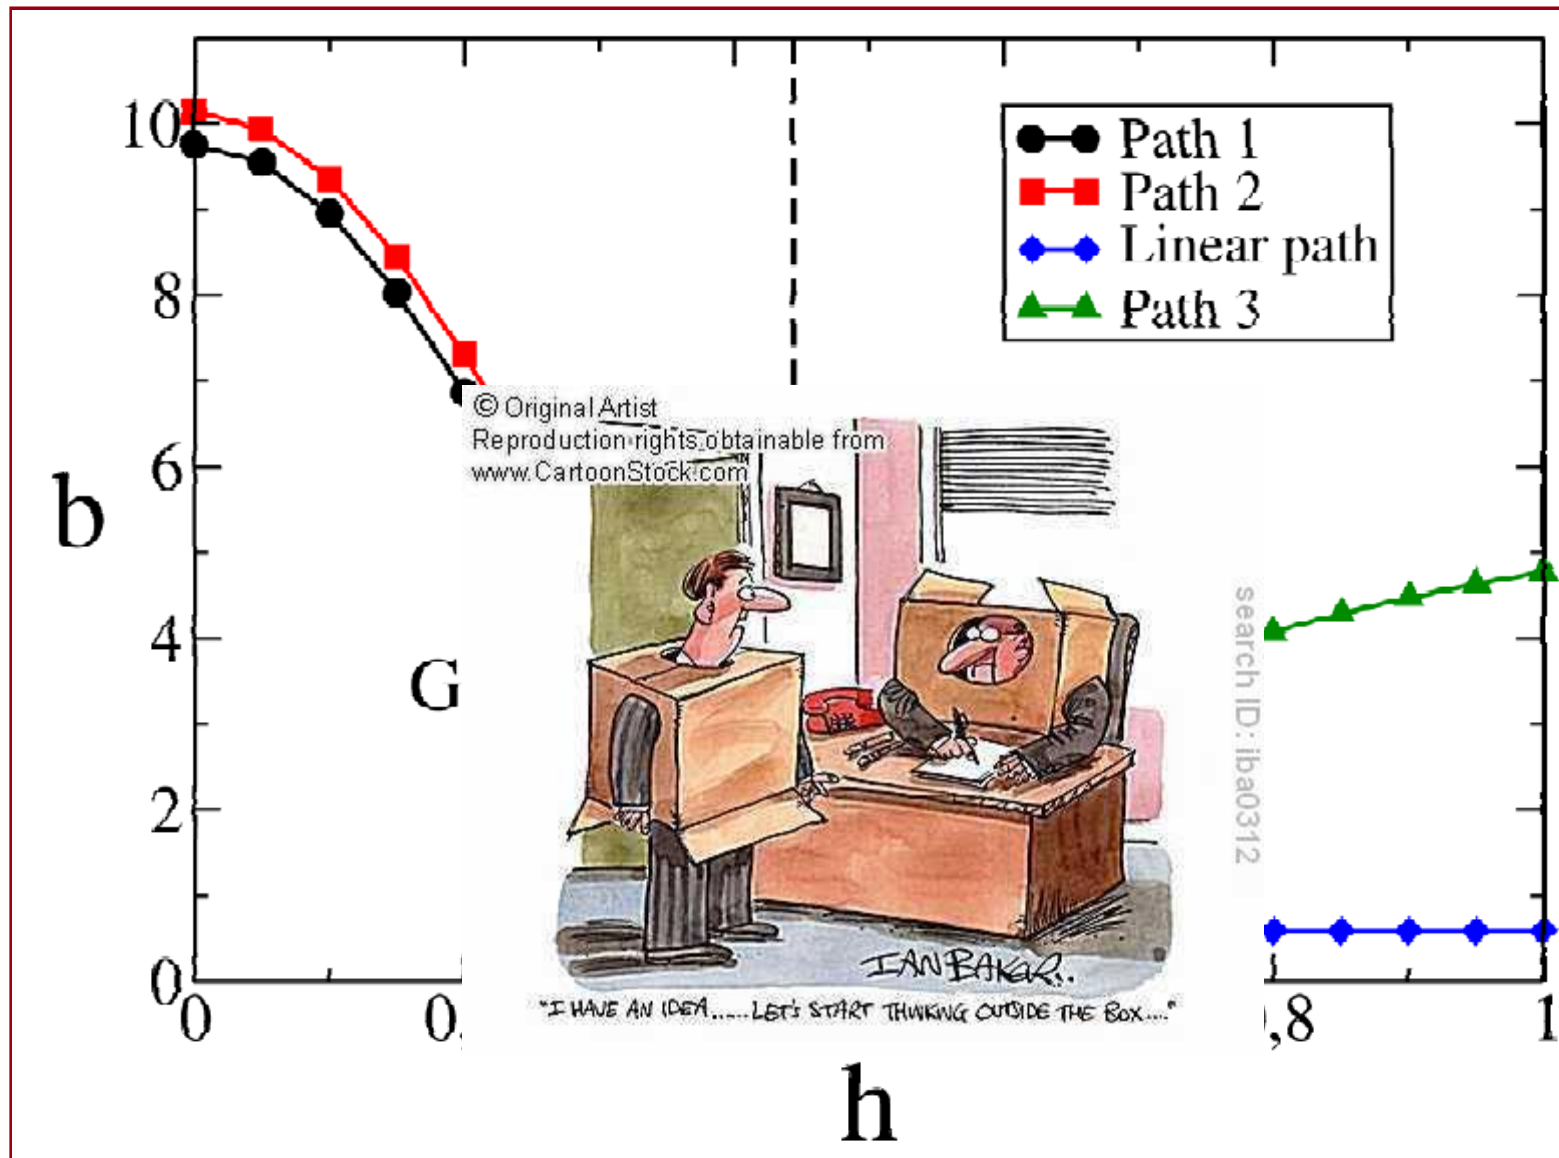 10
8
6
4
2
0
b
G
0
0,
,8
1
h
Path 1
Path 2
Linear path
Path 3
© Original Artist
Reproduction rights obtainable from
www.CartoonStock.com
search ID: iba0312
IAN BAKER..
"I HAVE AN IDEA..... LET'S START THINKING OUTSIDE THE BOX...."